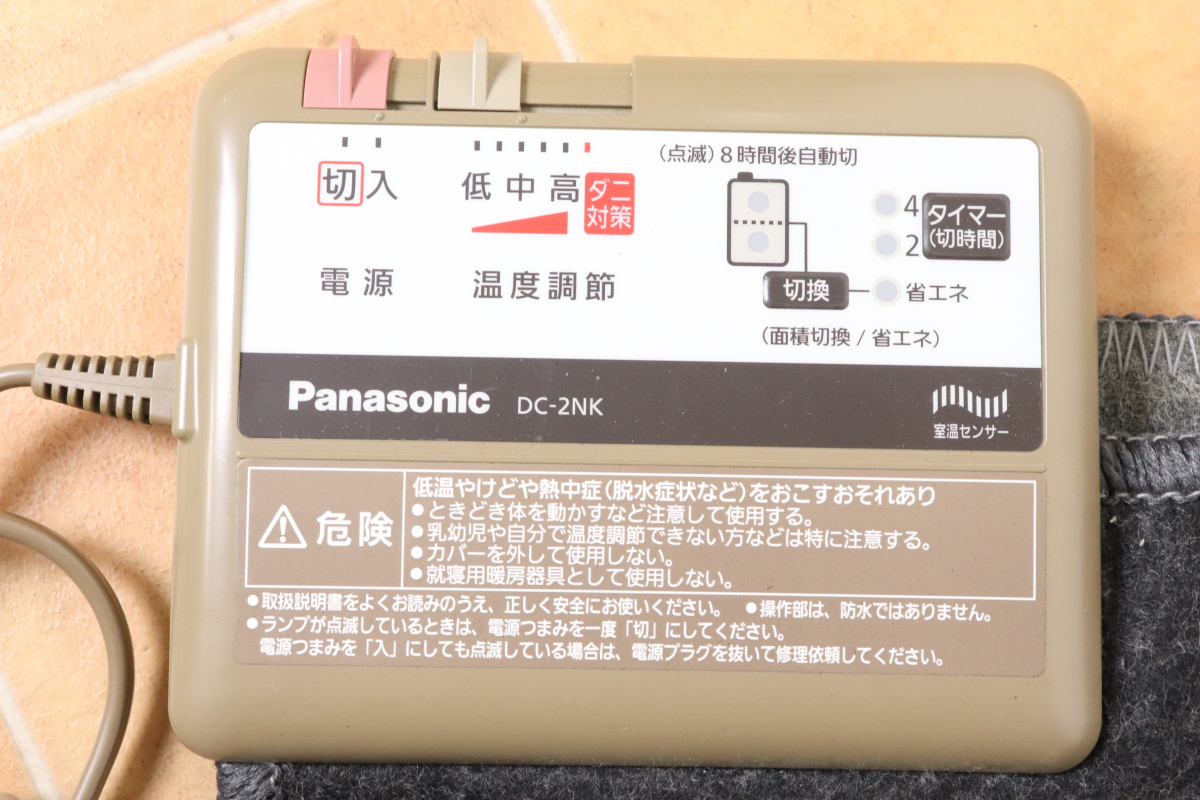 (点滅)8時間後自動切
切 入
低 中 高 ダニ対策
4
2
タイマー
(切時間)
電源
温度調節
切換
省エネ
(面積切換/省エネ)
Panasonic DC-2NK
室温センサー
危険
低温やけどや熱中症(脱水症状など)をおこすおそれあり
●ときどき体を動かすなど注意して使用する。
●乳幼児や自分で温度調節できない方などは特に注意する。
●カバーを外して使用しない。
●就寝用暖房器具として使用しない。
●取扱説明書をよくお読みのうえ、正しく安全にお使いください。 ●操作部は、防水ではありません。
●ランプが点滅しているときは、電源つまみを一度「切」にしてください。
電源つまみを「入」にしても点滅している場合は、電源プラグを抜いて修理依頼してください。